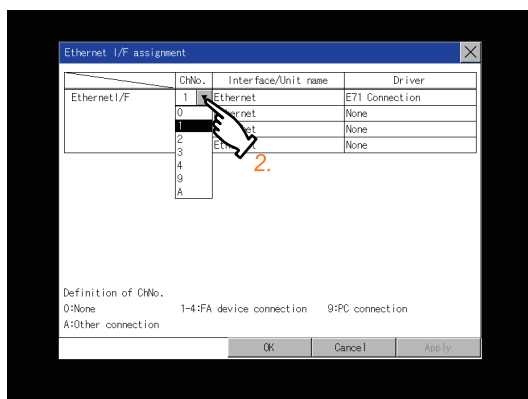 Ethernet I/F assignment
ChNo. Interface/Unit name Driver
EthernetI/F 1 Ethernet E71 Connection
0 Ethernet None
1 None
2 Ethernet None
3
4
9
A
2.
Definition of ChNo.
0:None 1-4:FA device connection 9:PC connection
A:Other connection
OK Cancel Apply